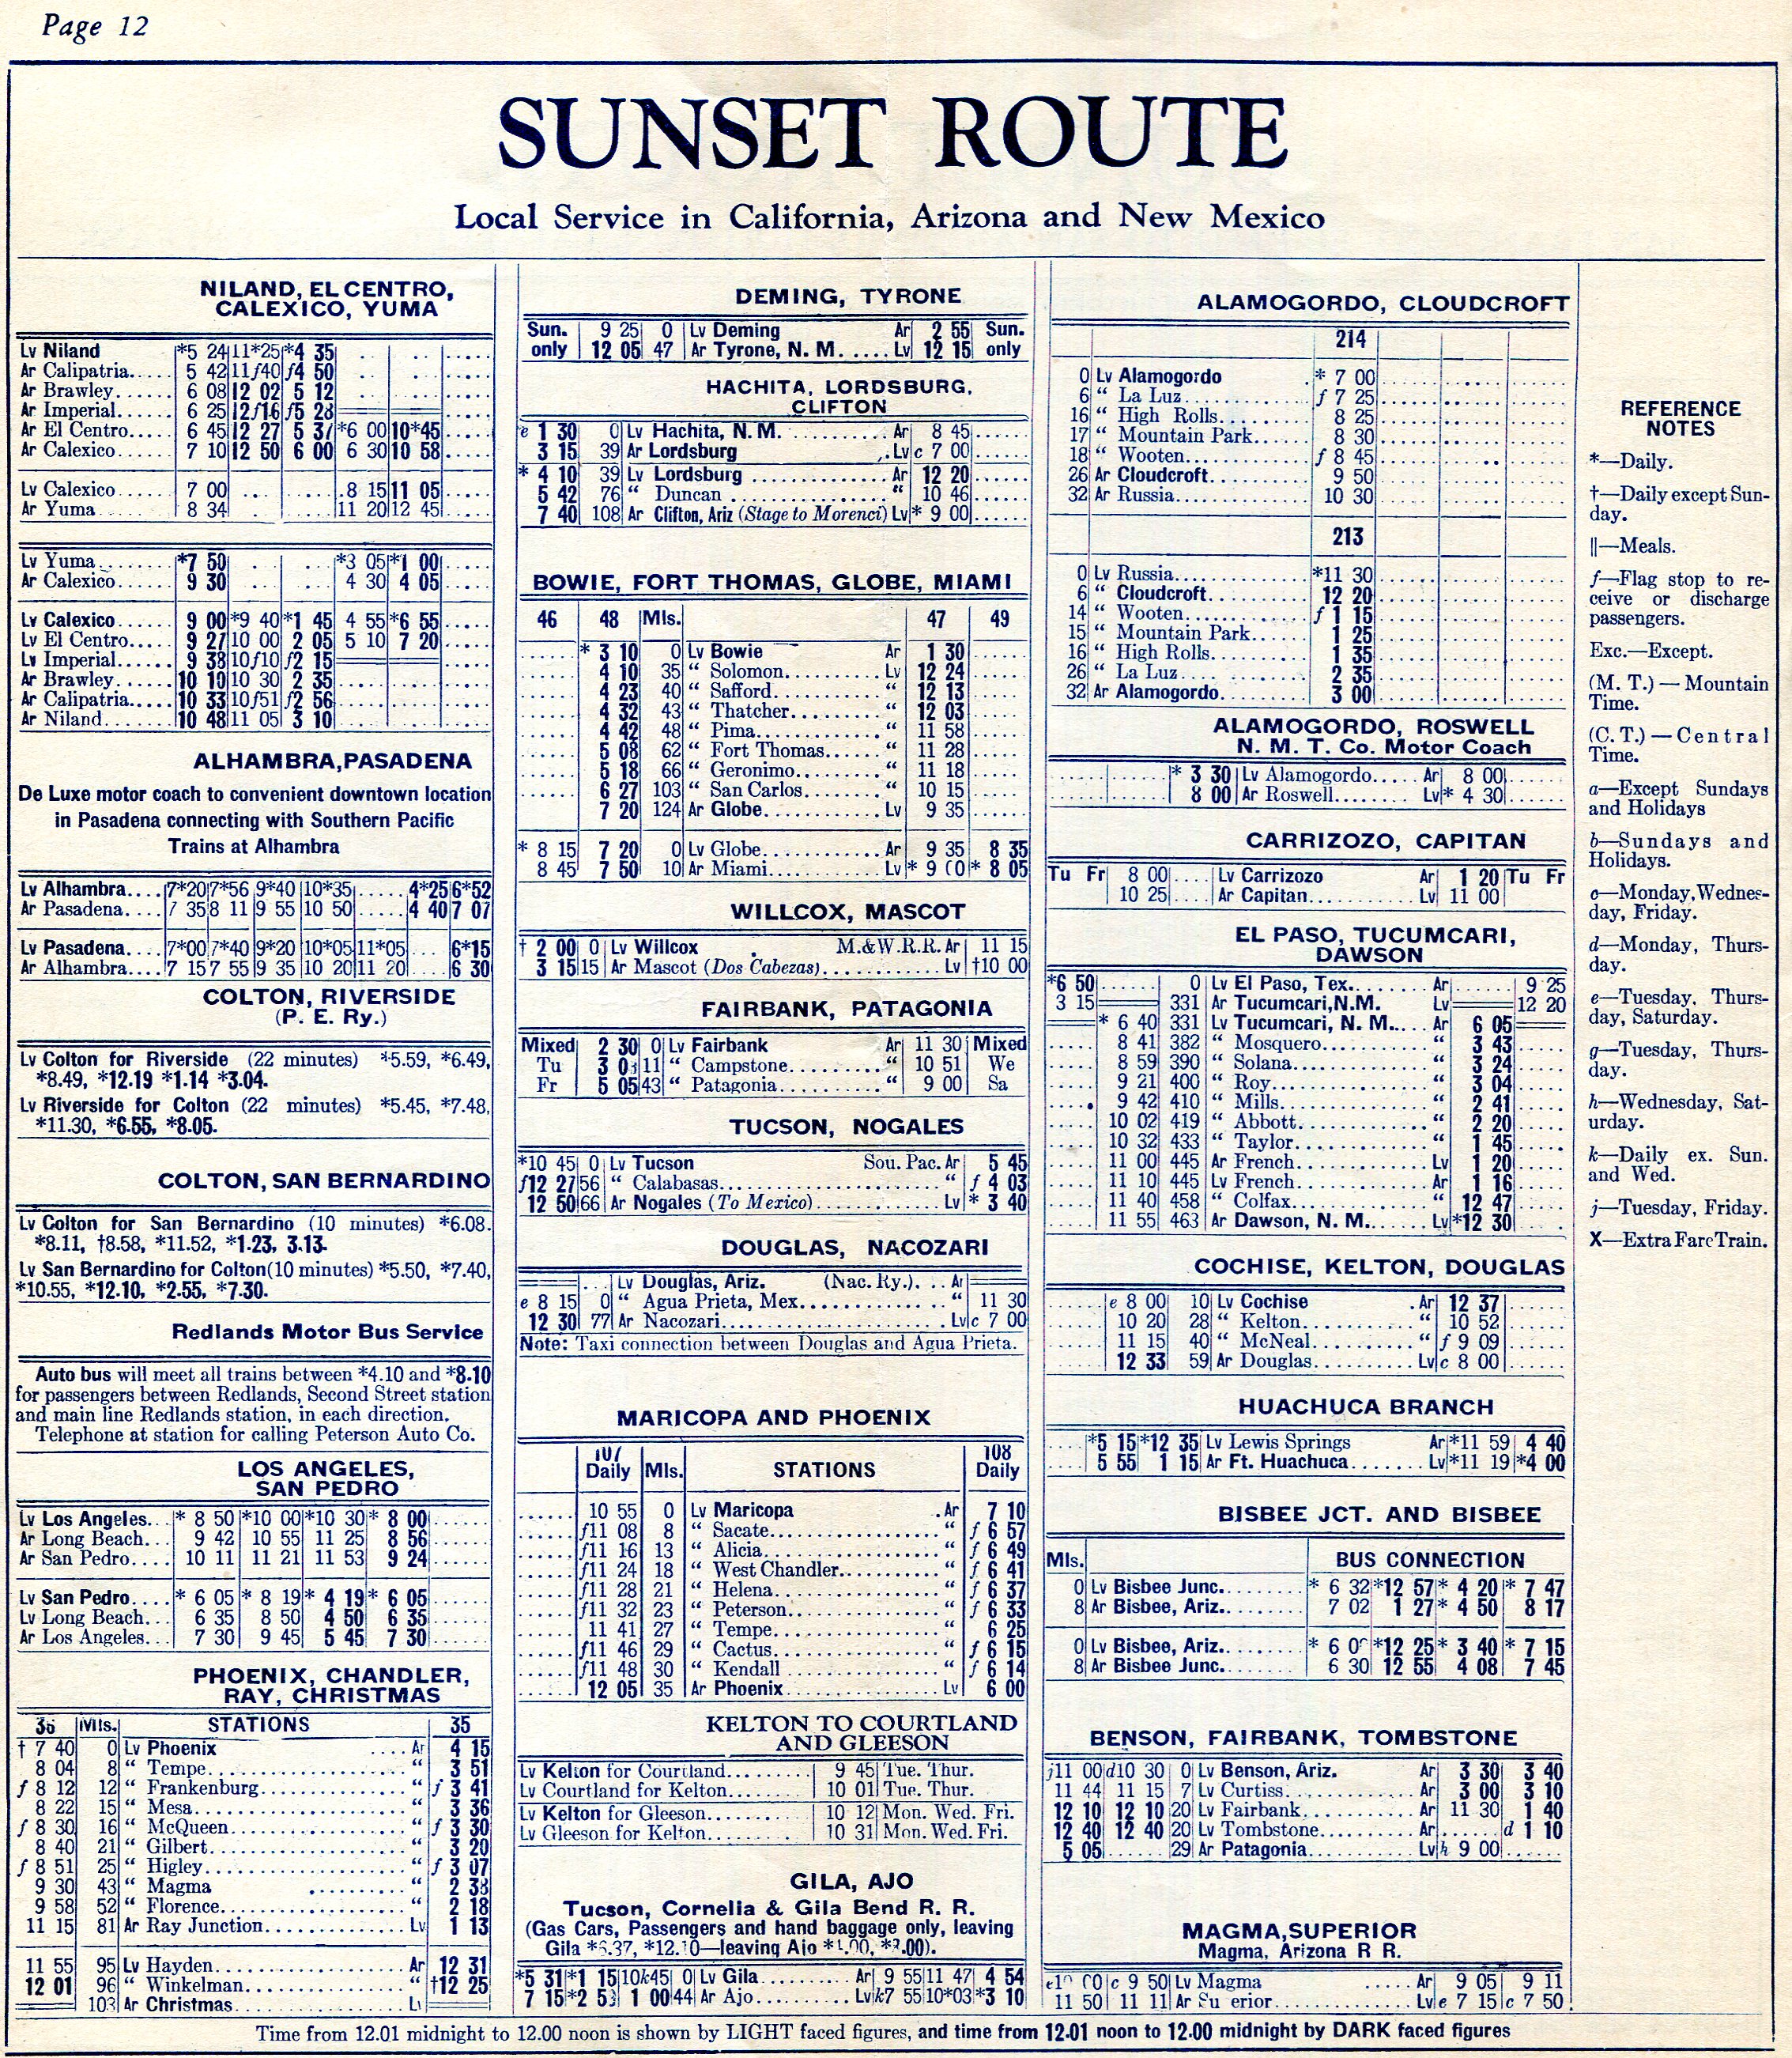 Page 12
SUNSET ROUTE
Local Service in California, Arizona and New Mexico
NILAND, EL CENTRO,
CALEXICO, YUMA
Lv Niland *5 24 11*25 *4 35
Ar Calipatria..... 5 42 11f40 f4 50
Ar Brawley....... 6 08 12 02 5 12
Ar Imperial...... 6 25 12f16 f5 28
Ar El Centro..... 6 45 12 27 5 37 *6 00 10*45
Ar Calexico...... 7 10 12 50 6 00 6 30 10 58
Lv Calexico...... 7 00 8 15 11 05
Ar Yuma......... 8 34 11 20 12 45
Lv Yuma......... *7 50 *3 05 *1 00
Ar Calexico...... 9 30 4 30 4 05
Lv Calexico...... 9 00 *9 40 *1 45 4 55 *6 55
Lv El Centro..... 9 27 10 00 2 05 5 10 7 20
Lv Imperial...... 9 38 10f10 f2 15
Ar Brawley....... 10 10 10 30 2 35
Ar Calipatria..... 10 33 10f51 f2 56
Ar Niland........ 10 48 11 05 3 10
ALHAMBRA, PASADENA
De Luxe motor coach to convenient downtown location
in Pasadena connecting with Southern Pacific
Trains at Alhambra
Lv Alhambra.... 7*20 7*56 9*40 10*35 ..... 4*25 6*52
Ar Pasadena.... 7 35 8 11 9 55 10 50 ..... 4 40 7 07
Lv Pasadena.... 7*00 7*40 9*20 10*05 11*05 .... 6*15
Ar Alhambra.... 7 15 7 55 9 35 10 20 11 20 .... 6 30
COLTON, RIVERSIDE
(P. E. Ry.)
Lv Colton for Riverside (22 minutes) *5.59, *6.49,
*8.49, *12.19 *1.14 *3.04.
Lv Riverside for Colton (22 minutes) *5.45, *7.48,
*11.30, *6.55, *8.05.
COLTON, SAN BERNARDINO
Lv Colton for San Bernardino (10 minutes) *6.08.
*8.11, †8.58, *11.52, *1.23, 3.13.
Lv San Bernardino for Colton (10 minutes) *5.50, *7.40,
*10.55, *12.10, *2.55, *7.30.
Redlands Motor Bus Service
Auto bus will meet all trains between *4.10 and *8.10
for passengers between Redlands, Second Street station
and main line Redlands station, in each direction.
Telephone at station for calling Peterson Auto Co.
LOS ANGELES,
SAN PEDRO
Lv Los Angeles... * 8 50 *10 00 *10 30 * 8 00
Ar Long Beach... 9 42 10 55 11 25 8 56
Ar San Pedro.... 10 11 11 21 11 53 9 24
Lv San Pedro.... * 6 05 * 8 19 * 4 19 * 6 05
Lv Long Beach... 6 35 8 50 4 50 6 35
Ar Los Angeles... 7 30 9 45 5 45 7 30
PHOENIX, CHANDLER,
RAY, CHRISTMAS
36 Mls. STATIONS 35
† 7 40 0 Lv Phoenix .... Ar 4 15
8 04 8 “ Tempe.......... “ 3 51
f 8 12 12 “ Frankenburg.......... “ f 3 41
8 22 15 “ Mesa.......... “ 3 36
f 8 30 16 “ McQueen.......... “ f 3 30
8 40 21 “ Gilbert.......... “ 3 20
f 8 51 25 “ Higley.......... “ f 3 07
9 30 43 “ Magma .......... “ 2 38
9 58 52 “ Florence.......... “ 2 18
11 15 81 Ar Ray Junction.......... Lv 1 13
11 55 95 Lv Hayden.......... Ar 12 31
12 01 96 “ Winkelman.......... “ †12 25
103 Ar Christmas.......... Lv
DEMING, TYRONE
Sun. 9 25 0 Lv Deming Ar 2 55 Sun.
only 12 05 47 Ar Tyrone, N. M...... Lv 12 15 only
HACHITA, LORDSBURG,
CLIFTON
e 1 30 0 Lv Hachita, N. M. .......... Ar 8 45
3 15 39 Ar Lordsburg Lv c 7 00
* 4 10 39 Lv Lordsburg .......... Ar 12 20
5 42 76 “ Duncan .......... “ 10 46
7 40 108 Ar Clifton, Ariz (Stage to Morenci) Lv * 9 00
BOWIE, FORT THOMAS, GLOBE, MIAMI
46 48 Mls. 47 49
* 3 10 0 Lv Bowie Ar 1 30
4 10 35 “ Solomon.......... Lv 12 24
4 23 40 “ Safford.......... “ 12 13
4 32 43 “ Thatcher.......... “ 12 03
4 42 48 “ Pima.......... “ 11 58
5 08 62 “ Fort Thomas.......... “ 11 28
5 18 66 “ Geronimo.......... “ 11 18
6 27 103 “ San Carlos.......... “ 10 15
7 20 124 Ar Globe.......... Lv 9 35
* 8 15 7 20 0 Lv Globe.......... Ar 9 35 8 35
8 45 7 50 10 Ar Miami.......... Lv * 9 00 * 8 05
WILLCOX, MASCOT
† 2 00 0 Lv Willcox M.&W.R.R. Ar 11 15
3 15 15 Ar Mascot (Dos Cabezas).......... Lv †10 00
FAIRBANK, PATAGONIA
Mixed 2 30 0 Lv Fairbank Ar 11 30 Mixed
Tu 3 0 11 “ Campstone.......... “ 10 51 We
Fr 5 05 43 “ Patagonia.......... “ 9 00 Sa
TUCSON, NOGALES
*10 45 0 Lv Tucson Sou. Pac. Ar 5 45
f12 27 56 “ Calabasas.......... “ f 4 03
12 50 66 Ar Nogales (To Mexico).......... Lv * 3 40
DOUGLAS, NACOZARI
Lv Douglas, Ariz. (Nac. Ry.)... Ar
e 8 15 0 “ Agua Prieta, Mex.......... “ 11 30
12 30 77 Ar Nacozari.......... Lv c 7 00
Note: Taxi connection between Douglas and Agua Prieta.
MARICOPA AND PHOENIX
107 Daily Mls. STATIONS 108 Daily
10 55 0 Lv Maricopa Ar 7 10
f11 08 8 “ Sacate.......... “ f 6 57
f11 16 13 “ Alicia.......... “ f 6 49
f11 24 18 “ West Chandler.......... “ f 6 41
f11 28 21 “ Helena.......... “ f 6 37
f11 32 23 “ Peterson.......... “ f 6 33
11 41 27 “ Tempe.......... “ 6 25
f11 46 29 “ Cactus.......... “ f 6 15
f11 48 30 “ Kendall .......... “ f 6 14
12 05 35 Ar Phoenix.......... Lv 6 00
KELTON TO COURTLAND
AND GLEESON
Lv Kelton for Courtland.......... 9 45 Tue. Thur.
Lv Courtland for Kelton.......... 10 01 Tue. Thur.
Lv Kelton for Gleeson.......... 10 12 Mon. Wed. Fri.
Lv Gleeson for Kelton.......... 10 31 Mon. Wed. Fri.
GILA, AJO
Tucson, Cornelia & Gila Bend R. R.
(Gas Cars, Passengers and hand baggage only, leaving
Gila —leaving Ajo
*5 31 *1 15 10k45 0 Lv Gila.......... Ar 9 55 11 47 4 54
7 15 *2 5 1 00 44 Ar Ajo.......... Lv k7 55 10*03 *3 10
ALAMOGORDO, CLOUDCROFT
214
0 Lv Alamogordo * 7 00
6 “ La Luz.......... f 7 25
16 “ High Rolls.......... 8 25
17 “ Mountain Park..... 8 30
18 “ Wooten.......... f 8 45
26 Ar Cloudcroft.......... 9 50
32 Ar Russia.......... 10 30
213
0 Lv Russia.......... *11 30
6 “ Cloudcroft.......... 12 20
14 “ Wooten.......... f 1 15
15 “ Mountain Park...... 1 25
16 “ High Rolls.......... 1 35
26 “ La Luz.......... 2 35
32 Ar Alamogordo.......... 3 00
ALAMOGORDO, ROSWELL
N. M. T. Co. Motor Coach
* 3 30 Lv Alamogordo..... Ar 8 00
8 00 Ar Roswell........ Lv * 4 30
CARRIZOZO, CAPITAN
Tu Fr 8 00 .... Lv Carrizozo Ar 1 20 Tu Fr
10 25 .... Ar Capitan.......... Lv 11 00
EL PASO, TUCUMCARI,
DAWSON
*6 50 0 Lv El Paso, Tex.......... Ar 9 25
3 15 331 Ar Tucumcari, N.M. Lv 12 20
* 6 40 331 Lv Tucumcari, N. M.... Ar 6 05
8 41 382 “ Mosquero.......... “ 3 43
8 59 390 “ Solana.......... “ 3 24
9 21 400 “ Roy.......... “ 3 04
9 42 410 “ Mills.......... “ 2 41
10 02 419 “ Abbott.......... “ 2 20
10 32 433 “ Taylor.......... “ 1 45
11 00 445 Ar French.......... Lv 1 20
11 10 445 Lv French.......... Ar 1 16
11 40 458 “ Colfax.......... “ 12 47
11 55 463 Ar Dawson, N. M....... Lv *12 30
COCHISE, KELTON, DOUGLAS
e 8 00 10 Lv Cochise Ar 12 37
10 20 28 “ Kelton.......... “ 10 52
11 15 40 “ McNeal.......... “ f 9 09
12 33 59 Ar Douglas.......... Lv c 8 00
HUACHUCA BRANCH
*5 15 *12 35 Lv Lewis Springs Ar *11 59 4 40
5 55 1 15 Ar Ft. Huachuca....... Lv *11 19 *4 00
BISBEE JCT. AND BISBEE
Mls. BUS CONNECTION
0 Lv Bisbee Junc.......... * 6 32 *12 57 * 4 20 * 7 47
8 Ar Bisbee, Ariz.......... 7 02 1 27 * 4 50 8 17
0 Lv Bisbee, Ariz.......... * 6 0 *12 25 * 3 40 * 7 15
8 Ar Bisbee Junc......... 6 30 12 55 4 08 7 45
BENSON, FAIRBANK, TOMBSTONE
j11 00 d10 30 0 Lv Benson, Ariz. Ar 3 30 3 40
11 44 11 15 7 Lv Curtiss.......... Ar 3 00 3 10
12 10 12 10 20 Lv Fairbank.......... Ar 11 30 1 40
12 40 12 40 20 Lv Tombstone.......... Ar ...... d 1 10
5 05 ...... 29 Ar Patagonia.......... Lv h 9 00
MAGMA, SUPERIOR
Magma, Arizona R R.
c 9 50 Lv Magma ..... Ar 9 05 9 11
11 50 11 11 Ar Su erior.......... Lv e 7 15 c 7 50
REFERENCE
NOTES
*—Daily.
†—Daily except Sun-
day.
||—Meals.
f—Flag stop to re-
ceive or discharge
passengers.
Exc.—Except.
(M. T.) — Mountain
Time.
(C. T.) — Central
Time.
a—Except Sundays
and Holidays
b—Sundays and
Holidays.
c—Monday, Wednes-
day, Friday.
d—Monday, Thurs-
day.
e—Tuesday, Thurs-
day, Saturday.
g—Tuesday, Thurs-
day.
h—Wednesday, Sat-
urday.
k—Daily ex. Sun.
and Wed.
j—Tuesday, Friday.
X—Extra Fare Train.
Time from 12.01 midnight to 12.00 noon is shown by LIGHT faced figures, and time from 12.01 noon to 12.00 midnight by DARK faced figures